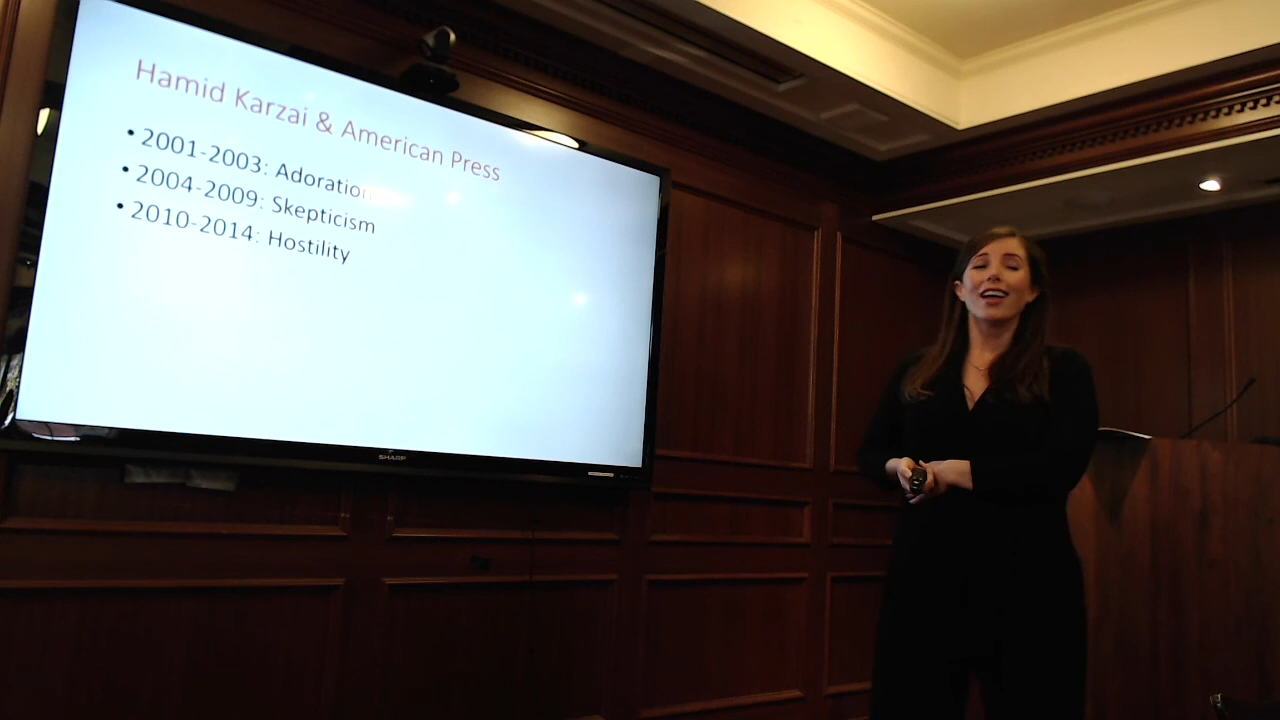 Hamid Karzai & American Press
• 2001-2003: Adoration
• 2004-2009: Skepticism
• 2010-2014: Hostility
SHARP